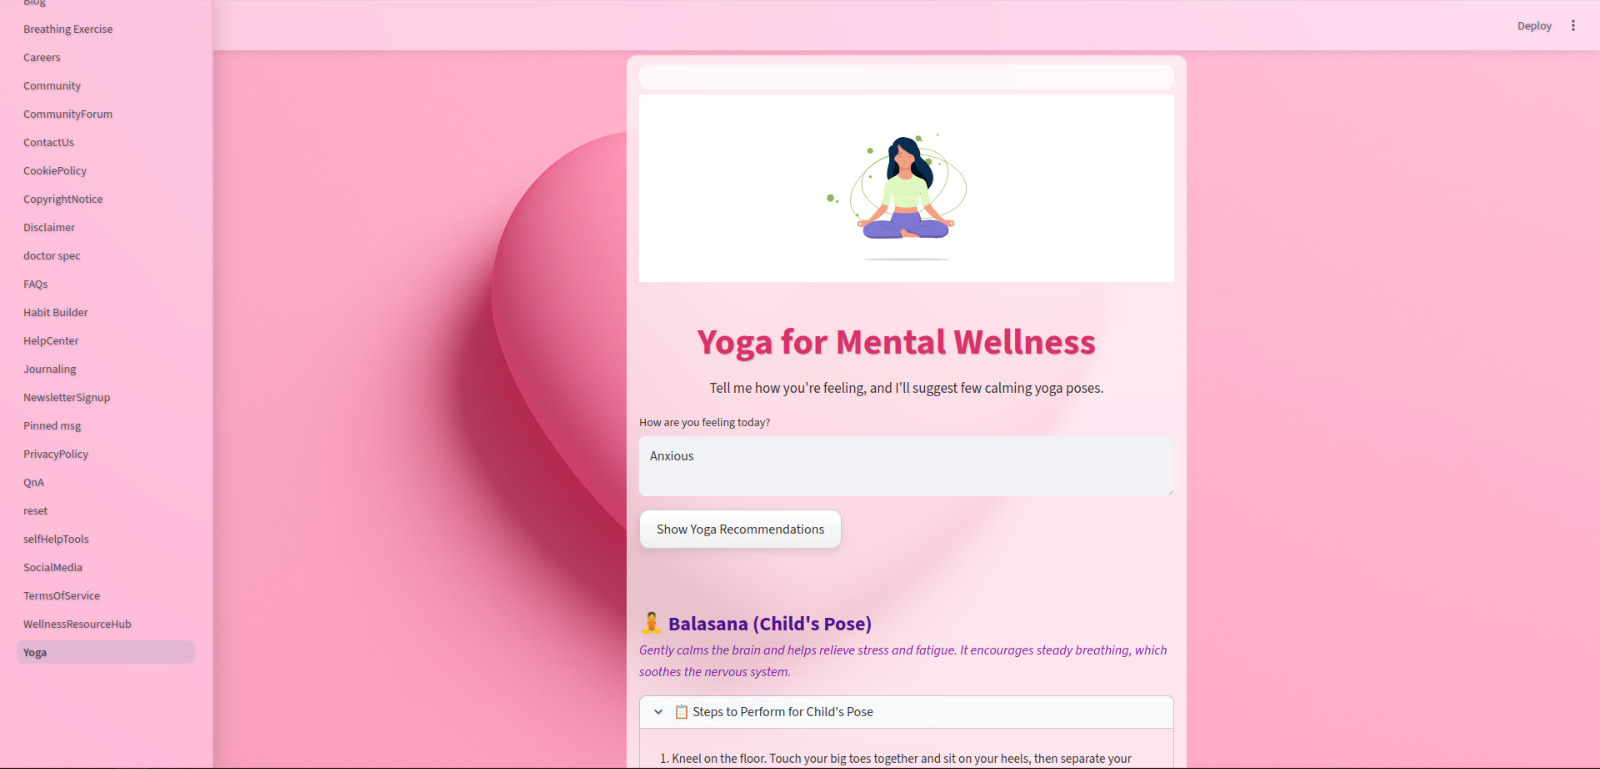 Blog
Breathing Exercise
Careers
Community
CommunityForum
ContactUs
CookiePolicy
CopyrightNotice
Disclaimer
doctor spec
FAQs
Habit Builder
HelpCenter
Journaling
NewsletterSignup
Pinned msg
PrivacyPolicy
QnA
reset
selfHelpTools
SocialMedia
TermsOfService
WellnessResourceHub
Yoga
Deploy
Yoga for Mental Wellness
Tell me how you're feeling, and I'll suggest few calming yoga poses.
How are you feeling today?
Anxious
Show Yoga Recommendations
Balasana (Child's Pose)
Gently calms the brain and helps relieve stress and fatigue. It encourages steady breathing, which
soothes the nervous system.
Steps to Perform for Child's Pose
1. Kneel on the floor. Touch your big toes together and sit on your heels, then separate your